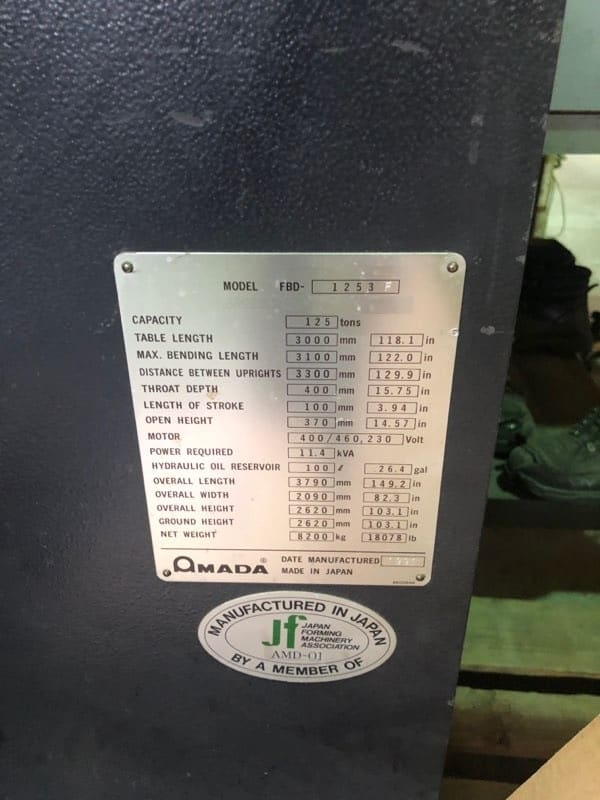 MODEL FBD- 1253 F
CAPACITY 125 tons
TABLE LENGTH 3000 mm 118.1 in
MAX. BENDING LENGTH 3100 mm 122.0 in
DISTANCE BETWEEN UPRIGHTS 3300 mm 129.9 in
THROAT DEPTH 400 mm 15.75 in
LENGTH OF STROKE 100 mm 3.94 in
OPEN HEIGHT 370 mm 14.57 in
MOTOR 400/460,230 Volt
POWER REQUIRED 11.4 kVA
HYDRAULIC OIL RESERVOIR 100 ℓ 26.4 gal
OVERALL LENGTH 3790 mm 149.2 in
OVERALL WIDTH 2090 mm 82.3 in
OVERALL HEIGHT 2620 mm 103.1 in
GROUND HEIGHT 2620 mm 103.1 in
NET WEIGHT 8200 kg 18078 lb
AMADA ® DATE MANUFACTURED
MADE IN JAPAN
MANUFACTURED IN JAPAN
Jf JAPAN
FORMING
MACHINERY
ASSOCIATION
AMD-01
BY A MEMBER OF